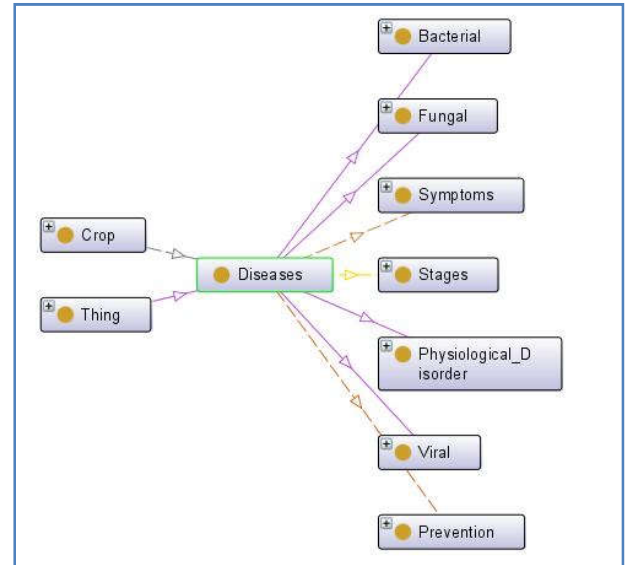 Bacterial
Fungal
Symptoms
Crop
Diseases
Stages
Thing
Physiological_D
isorder
Viral
Prevention